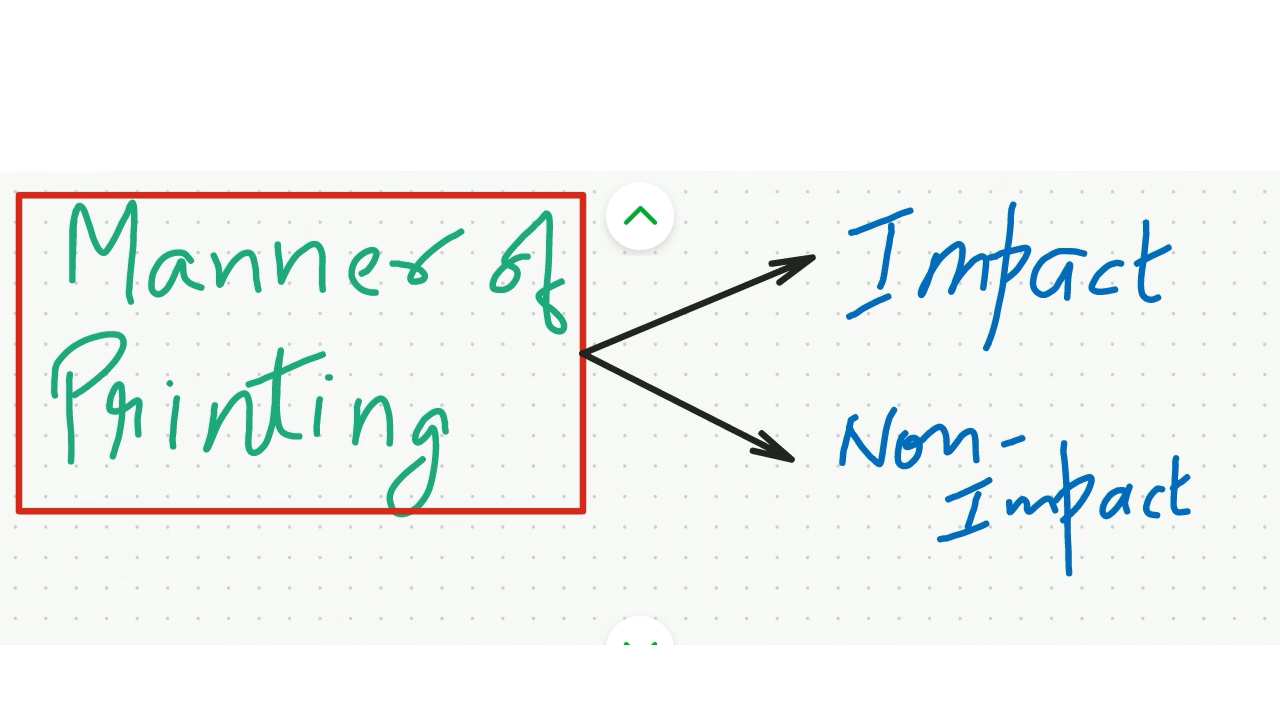 Manner of
Printing
Impact
Non-
Impact